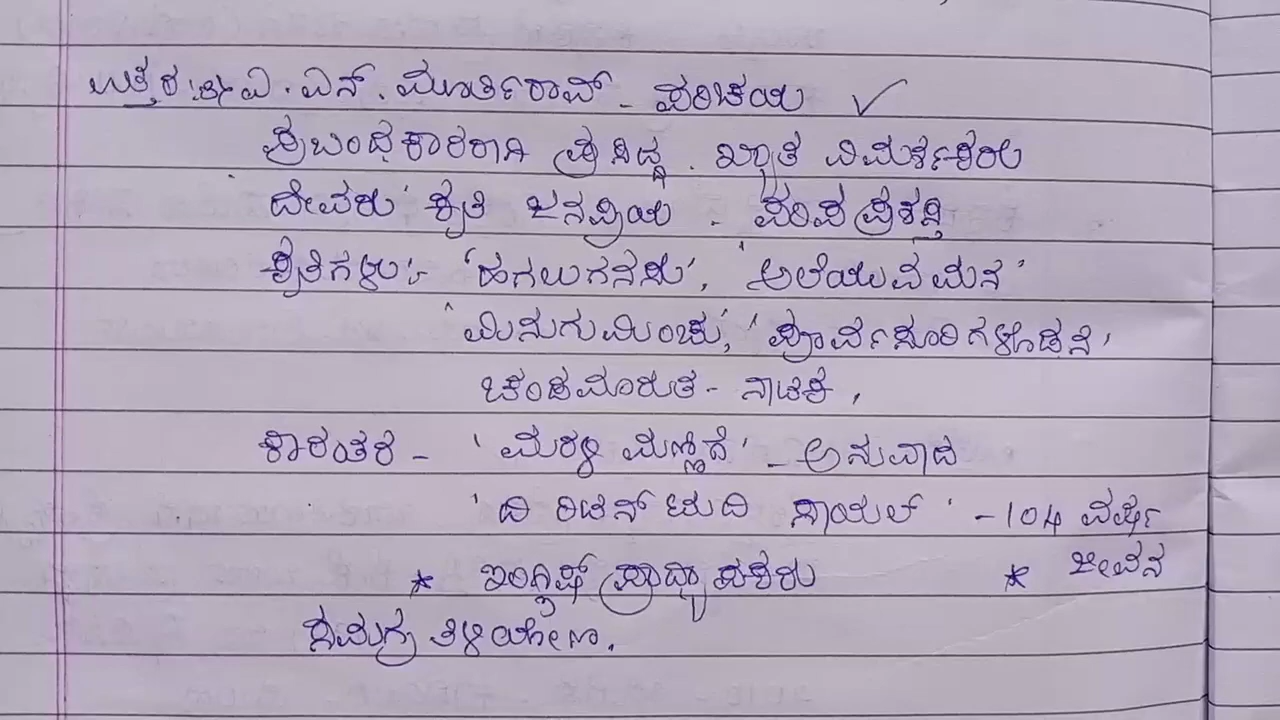 ಉತ್ತರ:- ಎ. ಎನ್. ಮೂರ್ತಿರಾವ್ - ಪರಿಚಯ ✓
ಪ್ರಬಂಧಕಾರರಾಗಿ ಪ್ರಸಿದ್ಧ. ಖ್ಯಾತ ವಿಮರ್ಶಕರು
ದೇವರು ಕೃತಿ ಜನಪ್ರಿಯ - ಪಂಪಪ್ರಶಸ್ತಿ
ಕೃತಿಗಳು:- 'ಹಗಲುಗನಸು', 'ಅಲೆಯುವ ಮನ'
'ಮಿನುಗು ಮಿಂಚು', 'ಪೂರ್ವಸೂರಿಗಳೊಡನೆ'
ಚಂಡಮಾರುತ - ನಾಟಕ,
ಕಾರಂತರ - 'ಮರಳಿ ಮಣ್ಣಿಗೆ' - ಅನುವಾದ
'ದಿ ರಿಟರ್ನ್ ಟುದಿ ಸಾಯಿಲ್' - 104 ವರ್ಷ
* ಇಂಗ್ಲಿಷ್ ಪ್ರಾಧ್ಯಾಪಕರು * ಜೀವನ
ಸಮಗ್ರ ತಿಳಿಯೋಣ.